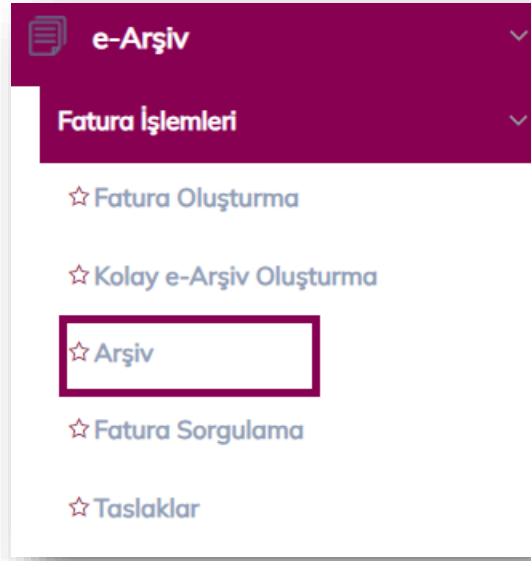 e-Arşiv
Fatura İşlemleri
Fatura Oluşturma
Kolay e-Arşiv Oluşturma
Arşiv
Fatura Sorgulama
Taslaklar